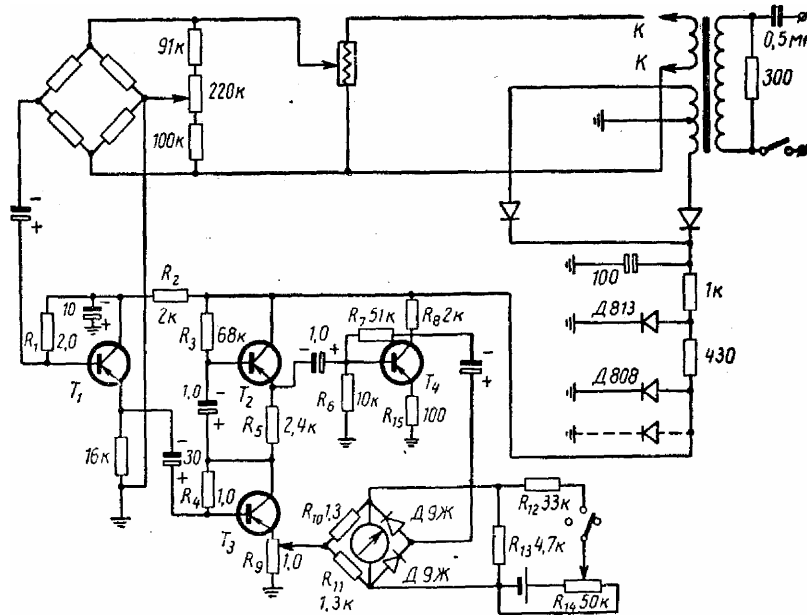 91к
220к
100к
К
К
0,5мк
300
100
1к
Д813
430
Д808
R₂
2к
10
R₁ 2,0
T₁
16к
30
R₃ 68к
1,0
T₂
R₅ 2,4к
R₄ 1,0
T₃
R₉ 1,0
1,0
R₇ 51к
R₈ 2к
T₄
R₆ 10к
R₁₅ 100
R₁₀ 1,3
R₁₁
1,3к
Д9Ж
Д9Ж
R₁₂ 33к
R₁₃ 4,7к
R₁₄ 50к